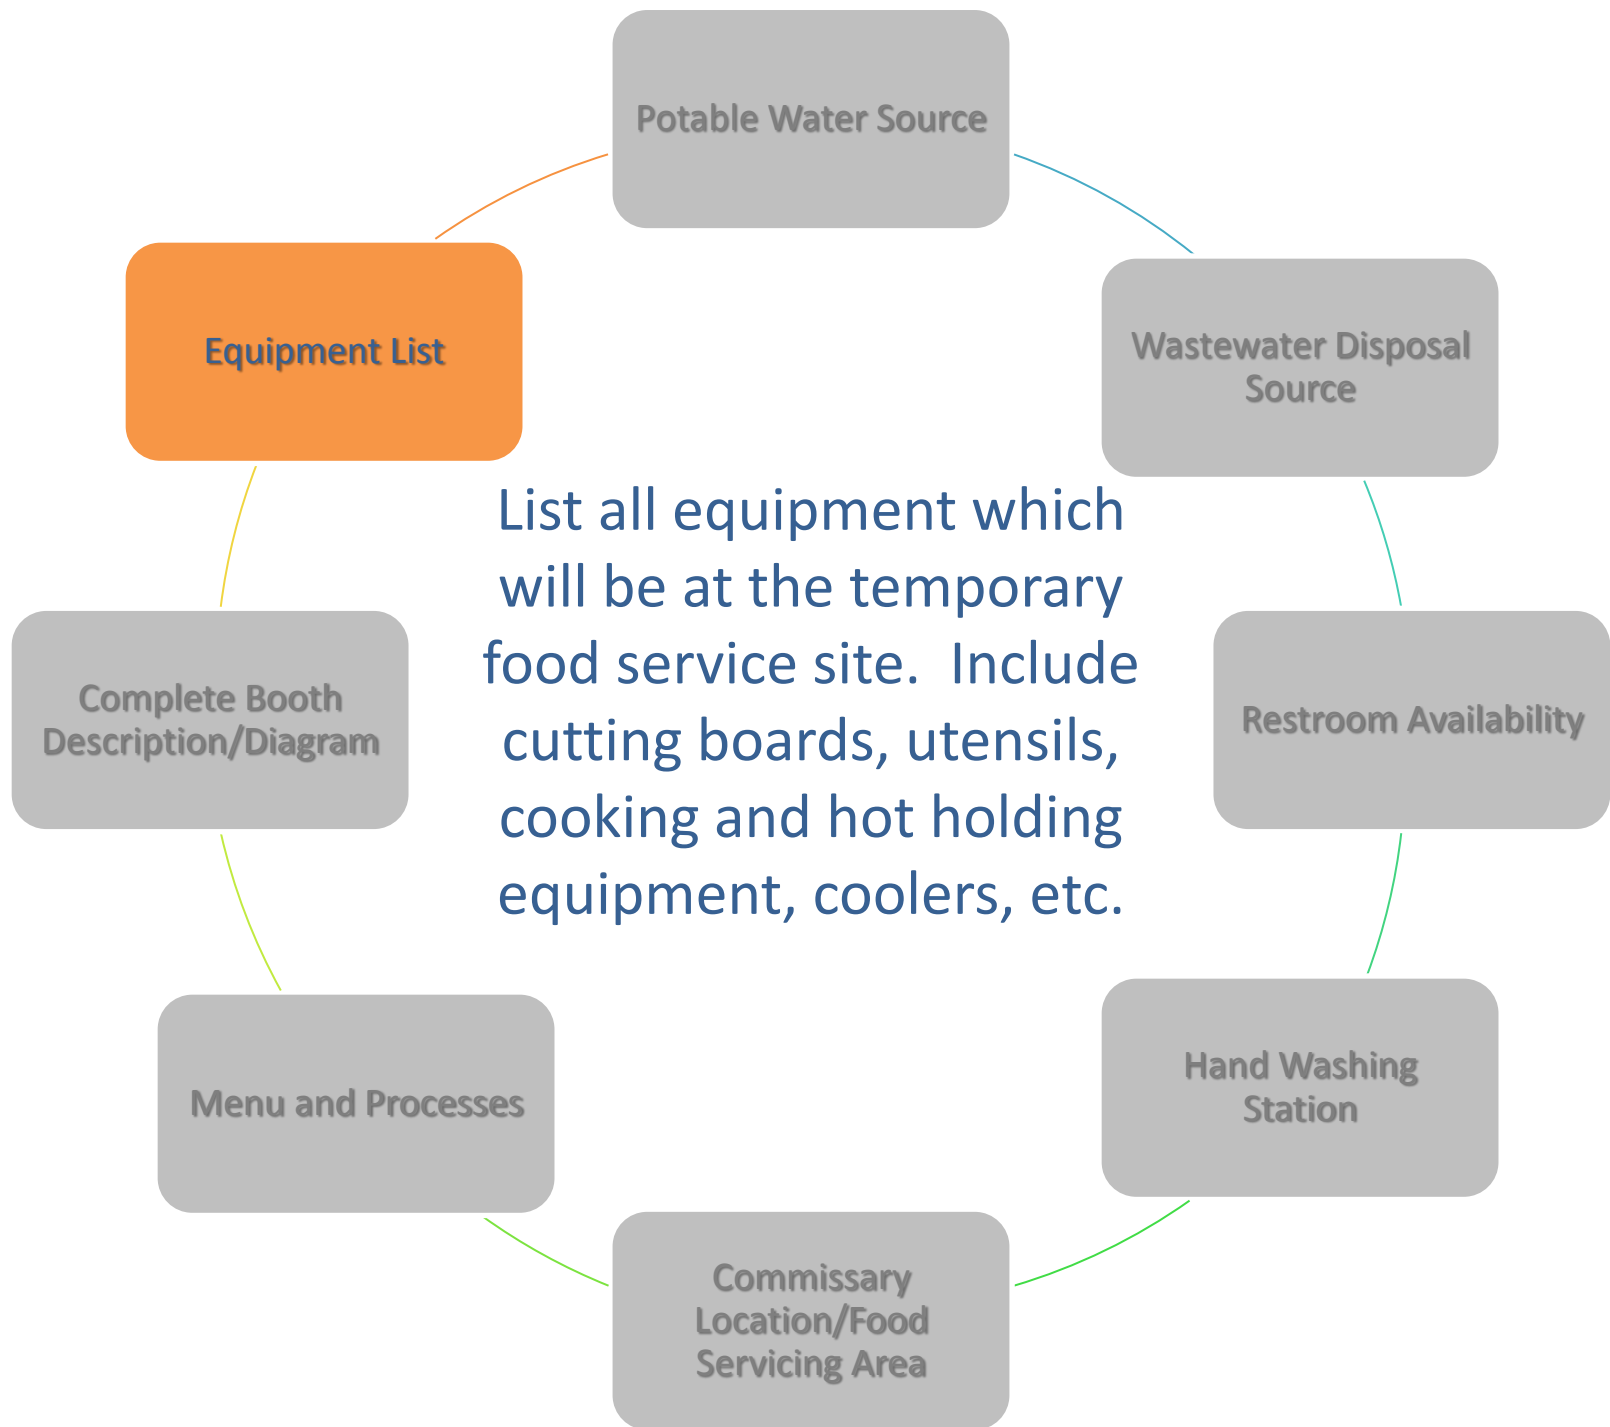 Potable Water Source
Wastewater Disposal
Source
Restroom Availability
Hand Washing
Station
Commissary
Location/Food
Servicing Area
Menu and Processes
Complete Booth
Description/Diagram
Equipment List
List all equipment which
will be at the temporary
food service site.  Include
cutting boards, utensils,
cooking and hot holding
equipment, coolers, etc.